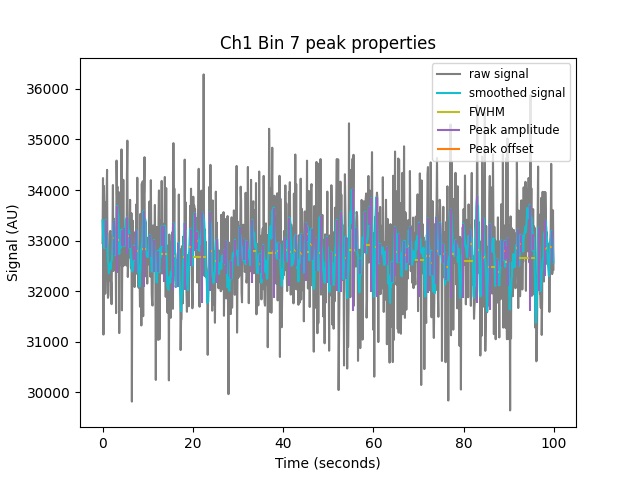 Ch1 Bin 7 peak properties
raw signal
smoothed signal
FWHM
Peak amplitude
Peak offset
36000
35000
34000
33000
32000
31000
30000
Signal (AU)
0 20 40 60 80 100
Time (seconds)